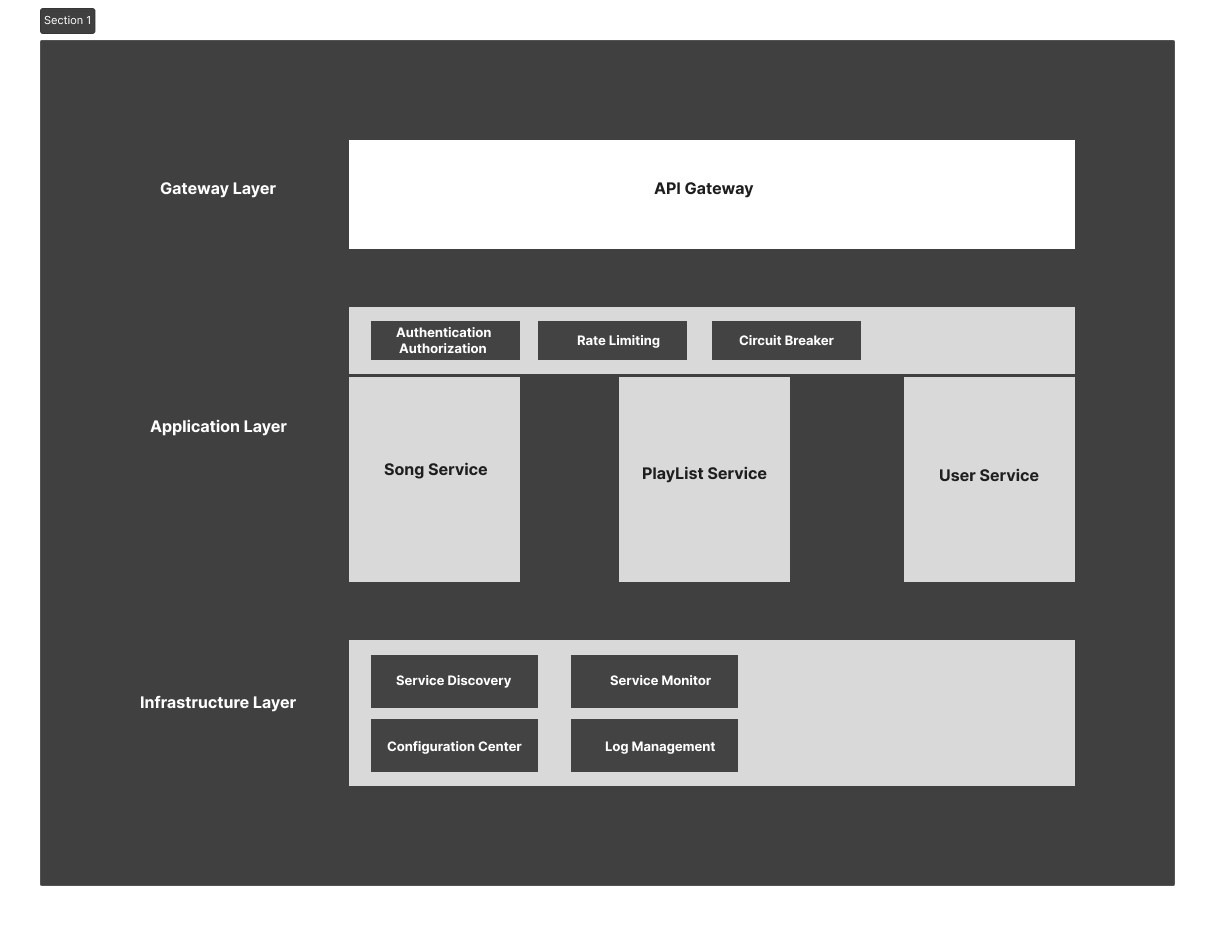 Section 1
Gateway Layer
API Gateway
Authentication
Authorization
Rate Limiting
Circuit Breaker
Application Layer
Song Service
PlayList Service
User Service
Infrastructure Layer
Service Discovery
Service Monitor
Configuration Center
Log Management